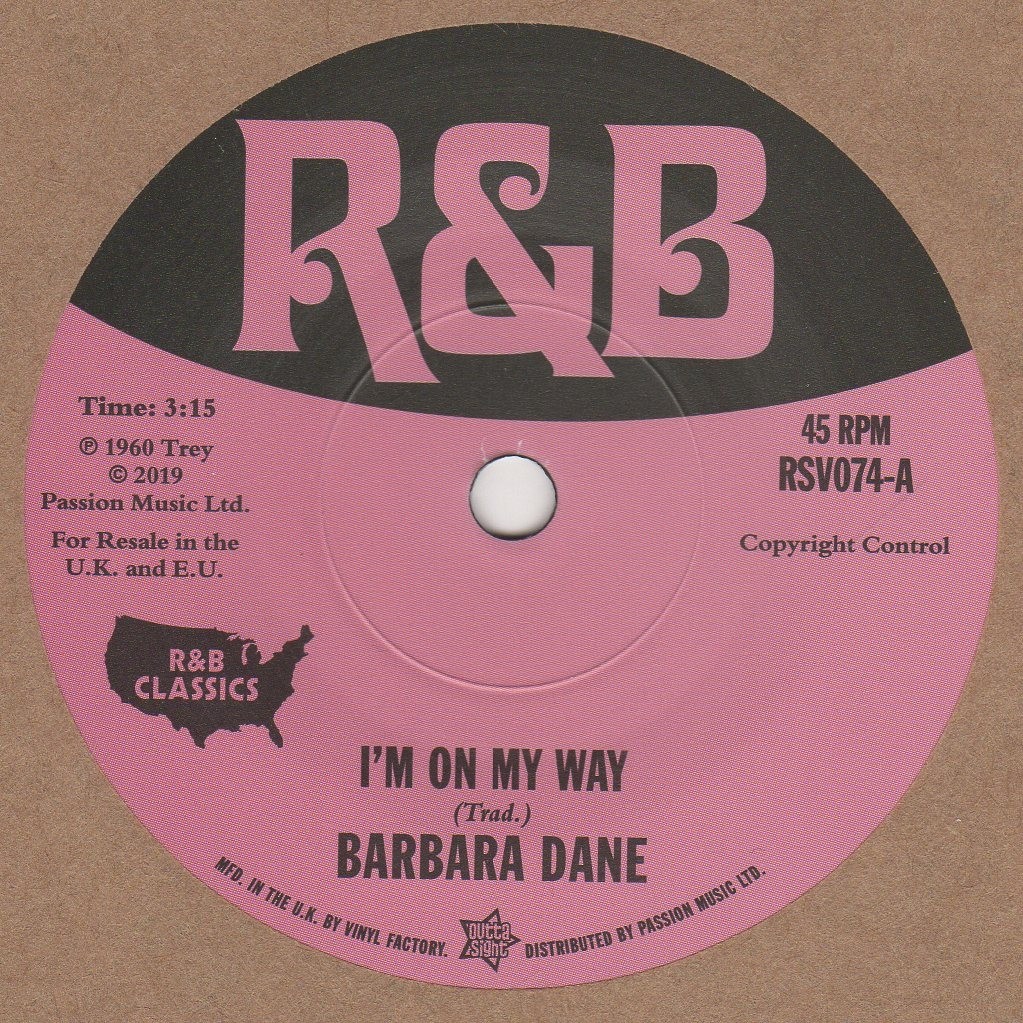 R&B
Time: 3:15
℗ 1960 Trey
© 2019
Passion Music Ltd.
For Resale in the
U.K. and E.U.
45 RPM
RSV074-A
Copyright Control
R&B
CLASSICS
I'M ON MY WAY
(Trad.)
BARBARA DANE
MFD. IN THE U.K. BY VINYL FACTORY.
outta
sight
DISTRIBUTED BY PASSION MUSIC LTD.